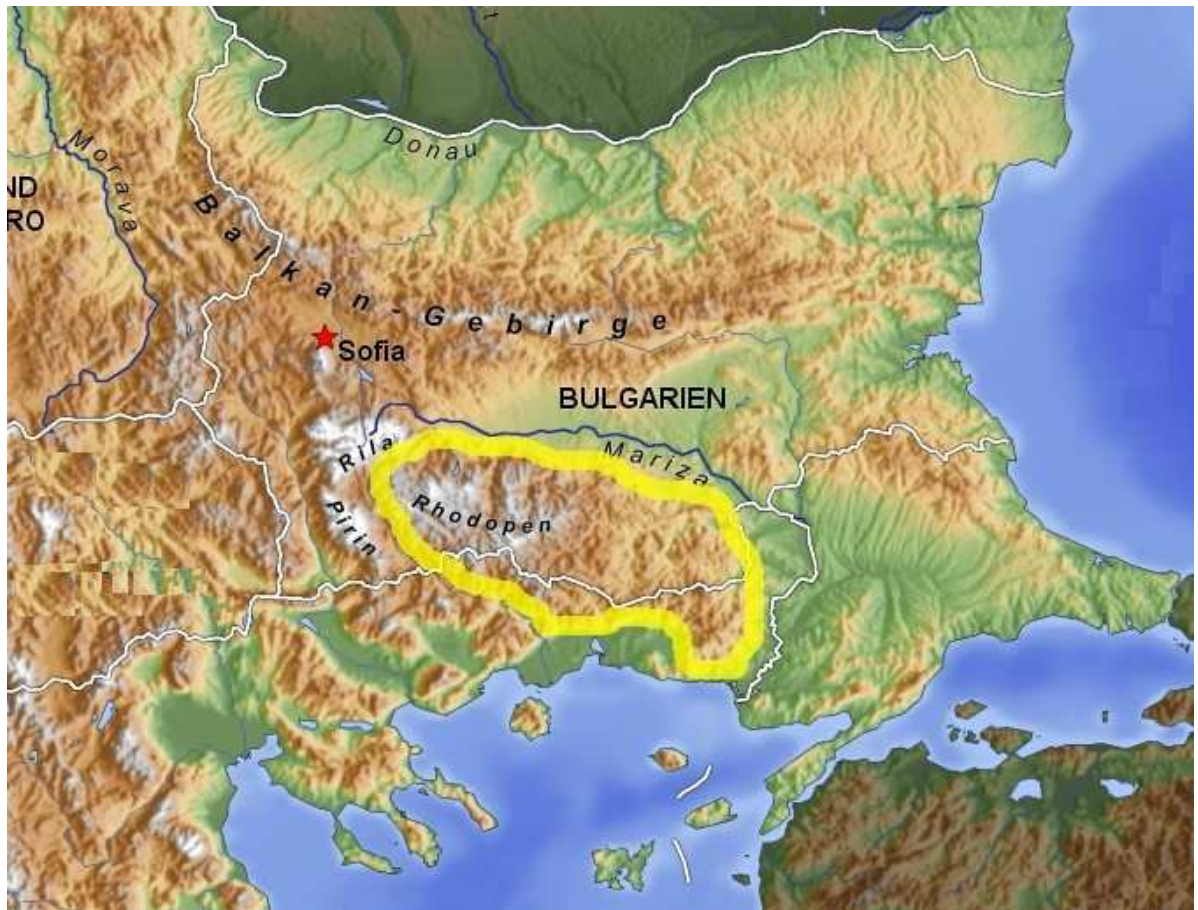 Donau
Morava
ND
RO
Balkan-Gebirge
Sofia
BULGARIEN
Rila
Mariza
Rhodopen
Pirin